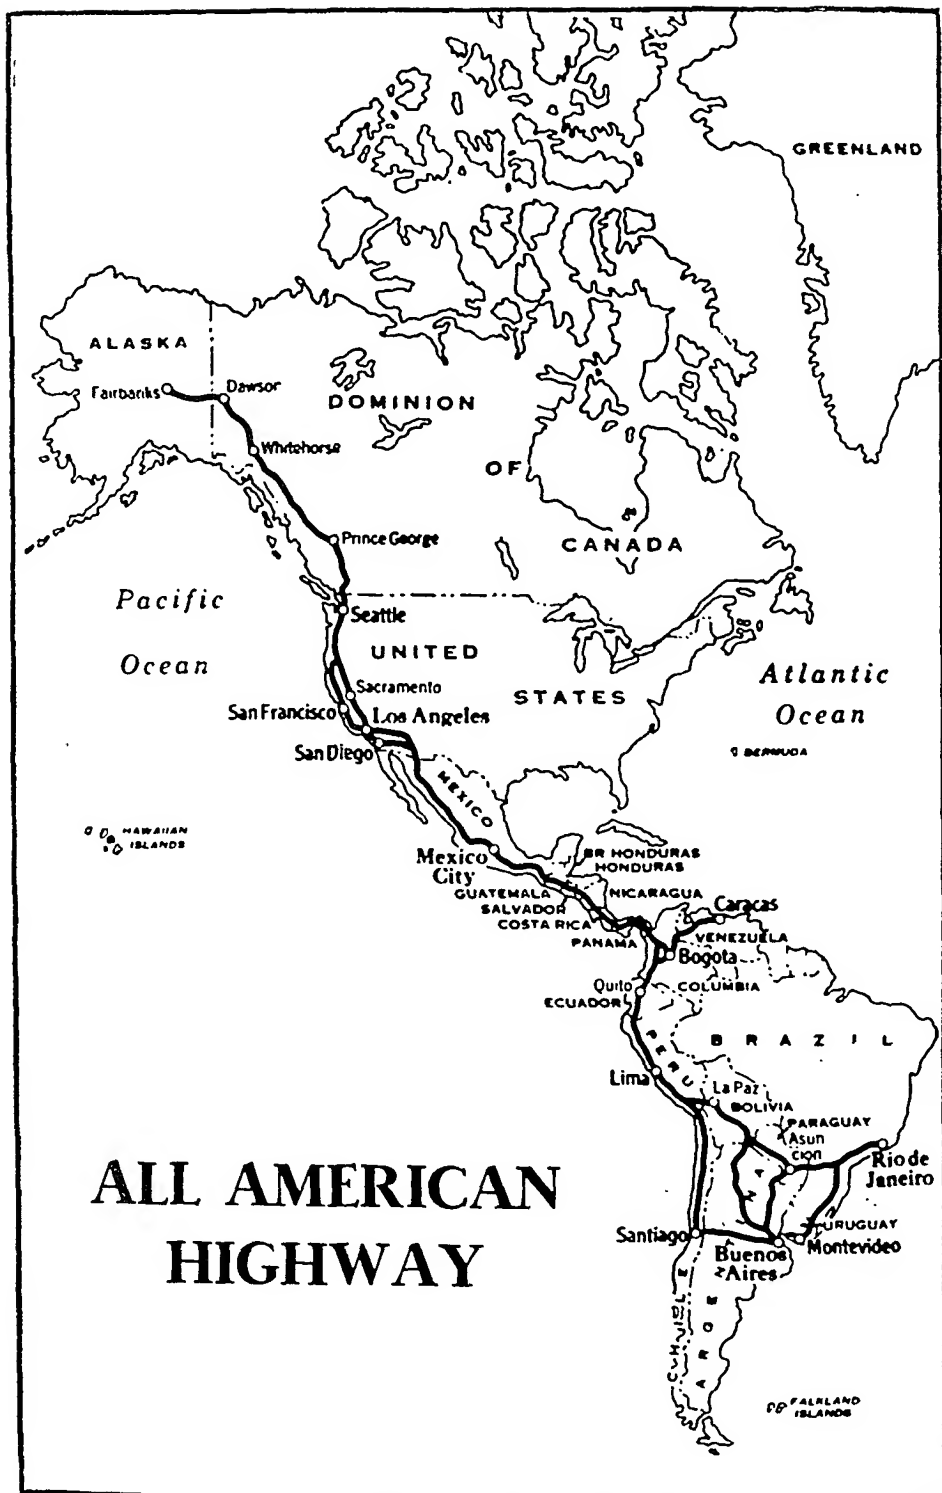 GREENLAND
ALASKA
Fairbanks
Dawson
DOMINION
Whitehorse
OF
Prince George
CANADA
Pacific
Ocean
Seattle
UNITED
STATES
Atlantic
Ocean
Sacramento
San Francisco
Los Angeles
San Diego
BERMUDA
MEXICO
HAWAIIAN
ISLANDS
Mexico
City
BR HONDURAS
HONDURAS
GUATEMALA
NICARAGUA
SALVADOR
COSTA RICA
PANAMA
Caracas
VENEZUELA
Bogota
Quito
COLUMBIA
ECUADOR
BRAZIL
PERU
Lima
La Paz
BOLIVIA
PARAGUAY
Asun
cion
Rio de
Janeiro
ALL AMERICAN
HIGHWAY
Santiago
URUGUAY
Buenos
Aires
Montevideo
CHILE
ARGENTINA
FALKLAND
ISLANDS